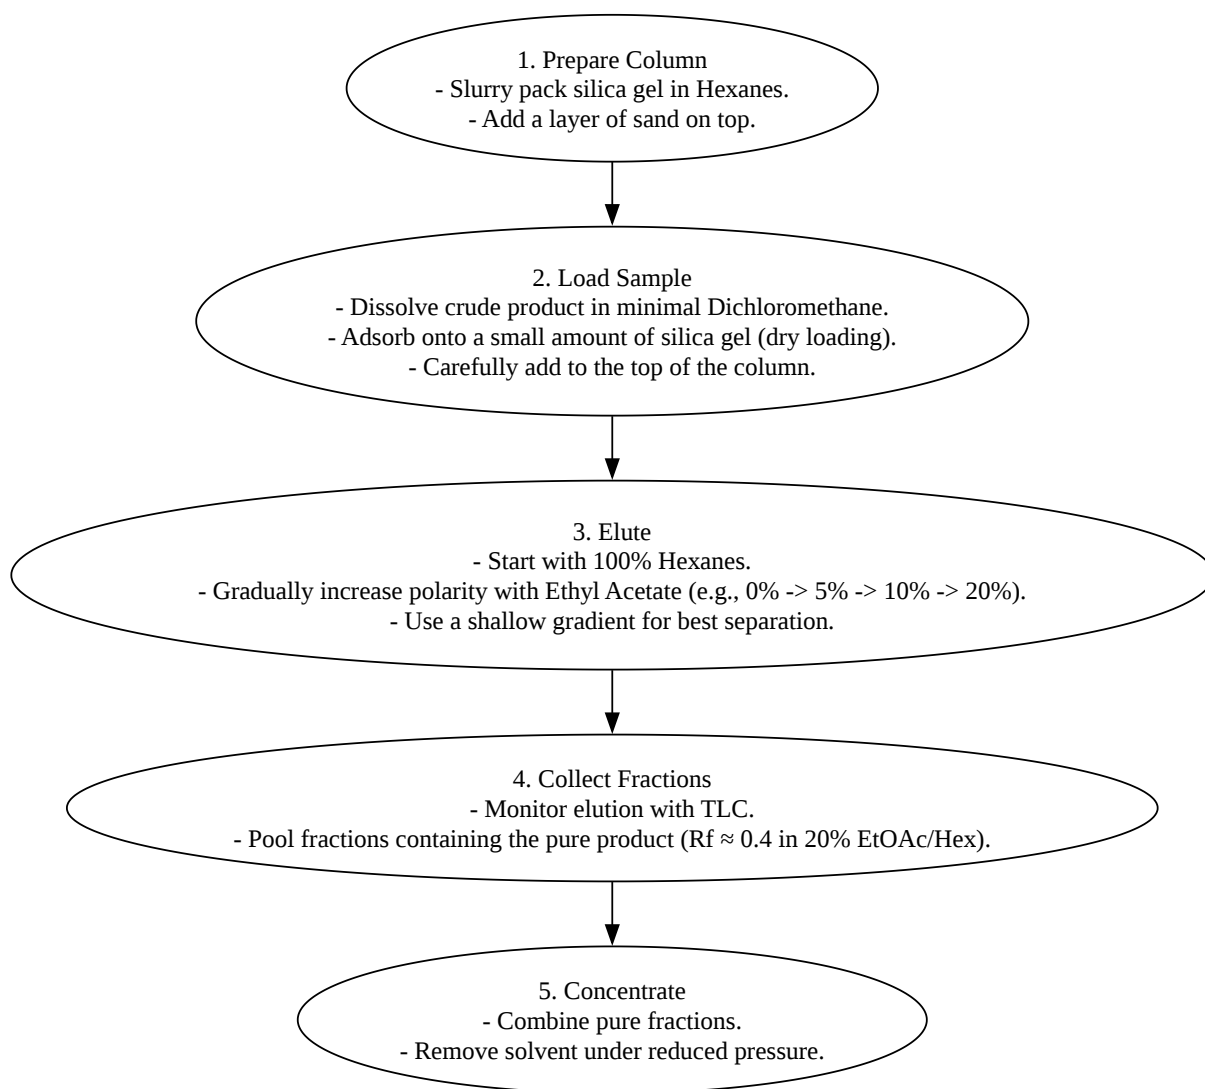 1. Prepare Column
- Slurry pack silica gel in Hexanes.
- Add a layer of sand on top.
2. Load Sample
- Dissolve crude product in minimal Dichloromethane.
- Adsorb onto a small amount of silica gel (dry loading).
- Carefully add to the top of the column.
3. Elute
- Start with 100% Hexanes.
- Gradually increase polarity with Ethyl Acetate (e.g., 0% -> 5% -> 10% -> 20%).
- Use a shallow gradient for best separation.
4. Collect Fractions
- Monitor elution with TLC.
- Pool fractions containing the pure product (Rf ≈ 0.4 in 20% EtOAc/Hex).
5. Concentrate
- Combine pure fractions.
- Remove solvent under reduced pressure.